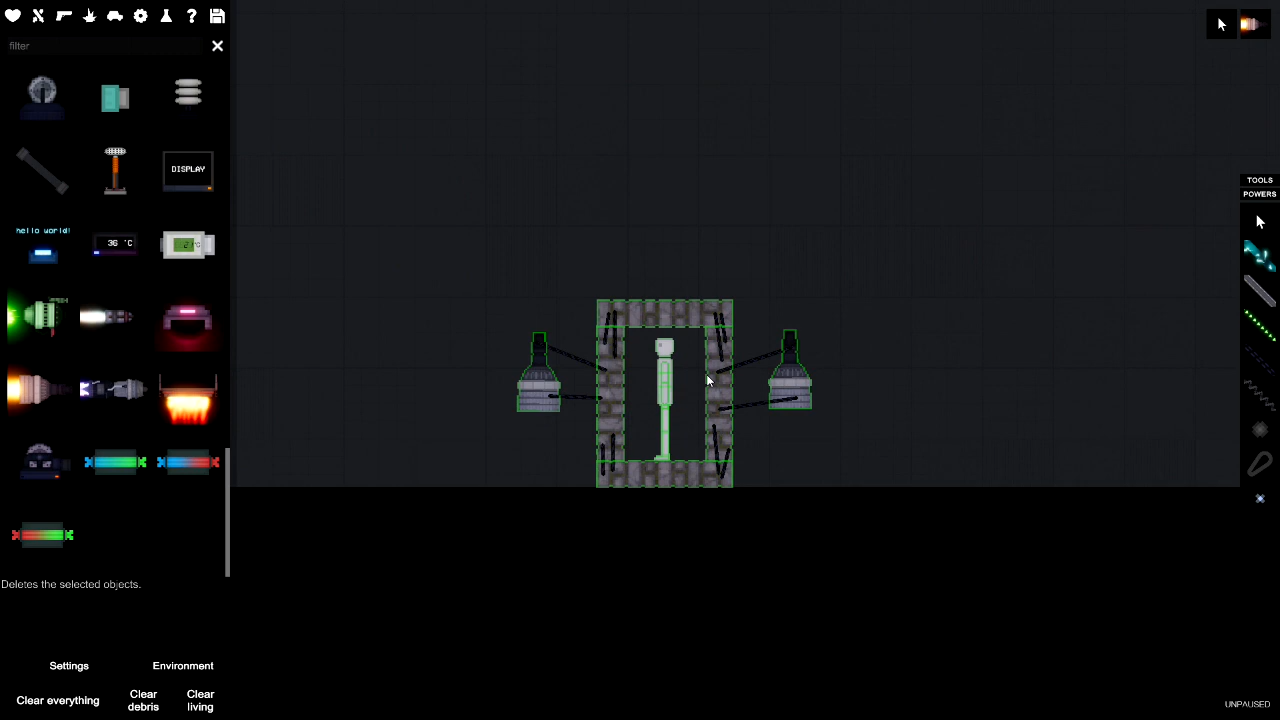 filter
TOOLS
POWERS
DISPLAY
hello world!
36 °C
Deletes the selected objects.
Settings
Environment
Clear everything
Clear
debris
Clear
living
UNPAUSED